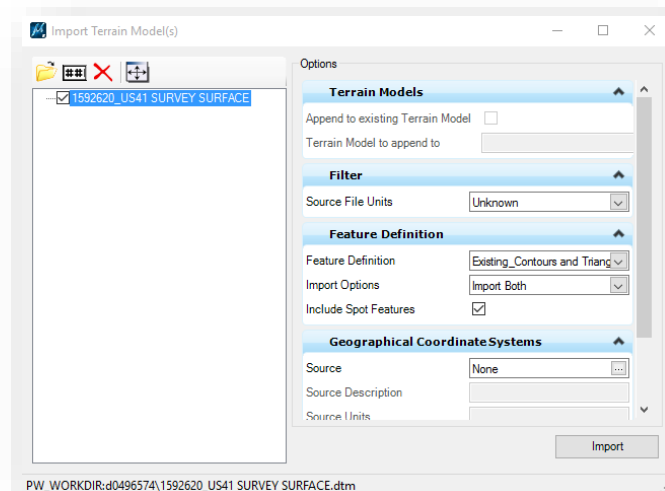 Import Terrain Model(s)
##
1592620_US41 SURVEY SURFACE
Options
Terrain Models
Append to existing Terrain Model
Terrain Model to append to
Filter
Source File Units Unknown
Feature Definition
Feature Definition Existing_Contours and Triang
Import Options Import Both
Include Spot Features
Geographical Coordinate Systems
Source None ...
Source Description
Source Units
Import
PW_WORKDIR:d0496574\1592620_US41 SURVEY SURFACE.dtm